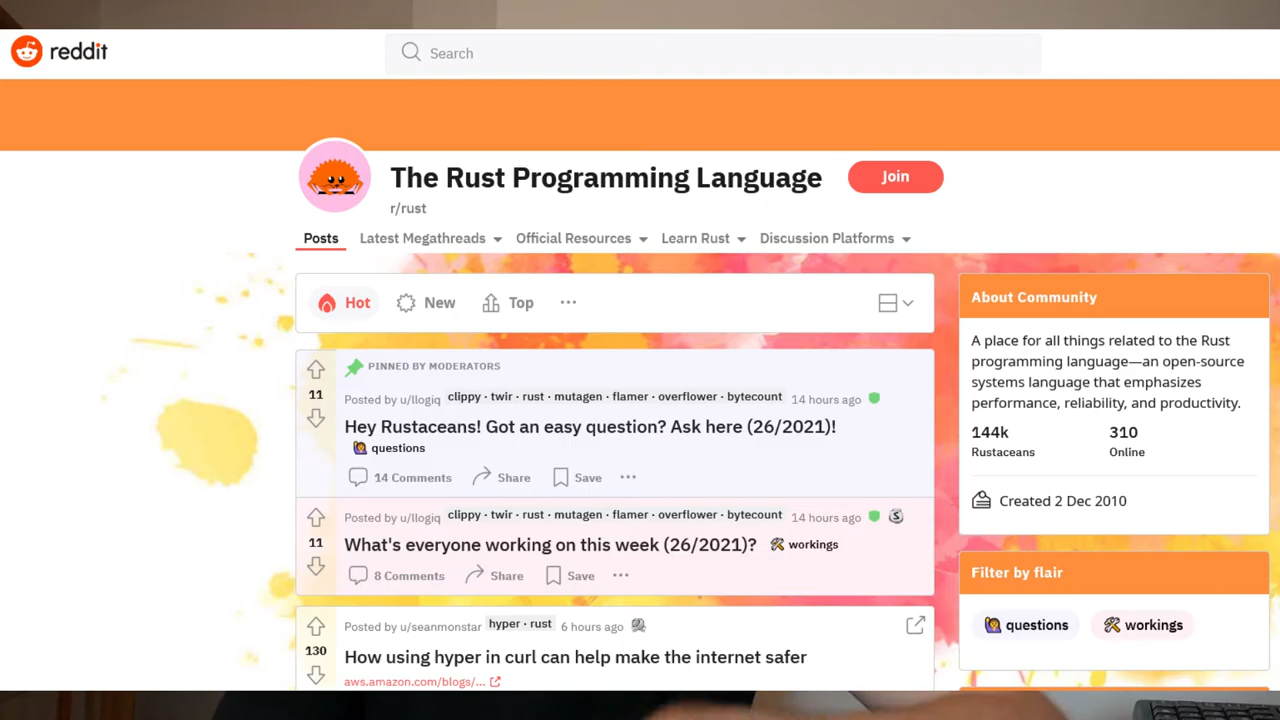 reddit
Search
The Rust Programming Language
Join
r/rust
Posts
Latest Megathreads
Official Resources
Learn Rust
Discussion Platforms
Hot
New
Top
PINNED BY MODERATORS
11
Posted by u/llogiq clippy · twir · rust · mutagen · flamer · overflower · bytecount 14 hours ago
Hey Rustaceans! Got an easy question? Ask here (26/2021)!
questions
14 Comments Share Save
11
Posted by u/llogiq clippy · twir · rust · mutagen · flamer · overflower · bytecount 14 hours ago
What's everyone working on this week (26/2021)? workings
8 Comments Share Save
130
Posted by u/seanmonstar hyper · rust 6 hours ago
How using hyper in curl can help make the internet safer
aws.amazon.com/blogs/...
About Community
A place for all things related to the Rust
programming language—an open-source
systems language that emphasizes
performance, reliability, and productivity.
144k 310
Rustaceans Online
Created 2 Dec 2010
Filter by flair
questions workings